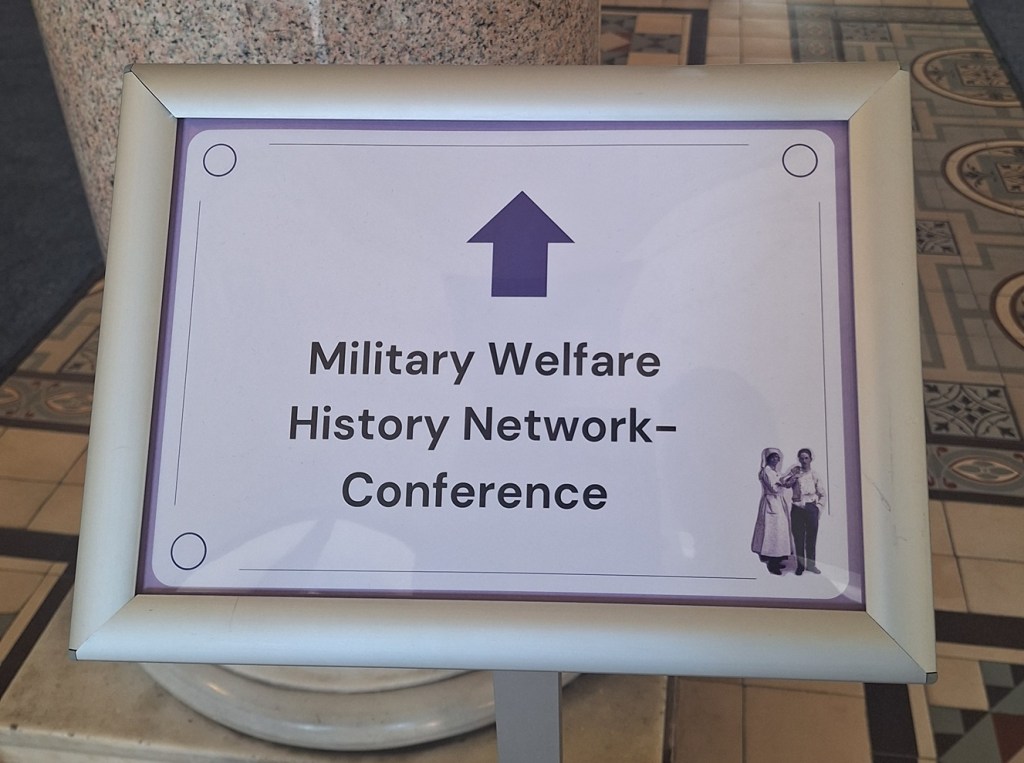 Military Welfare
History Network-
Conference